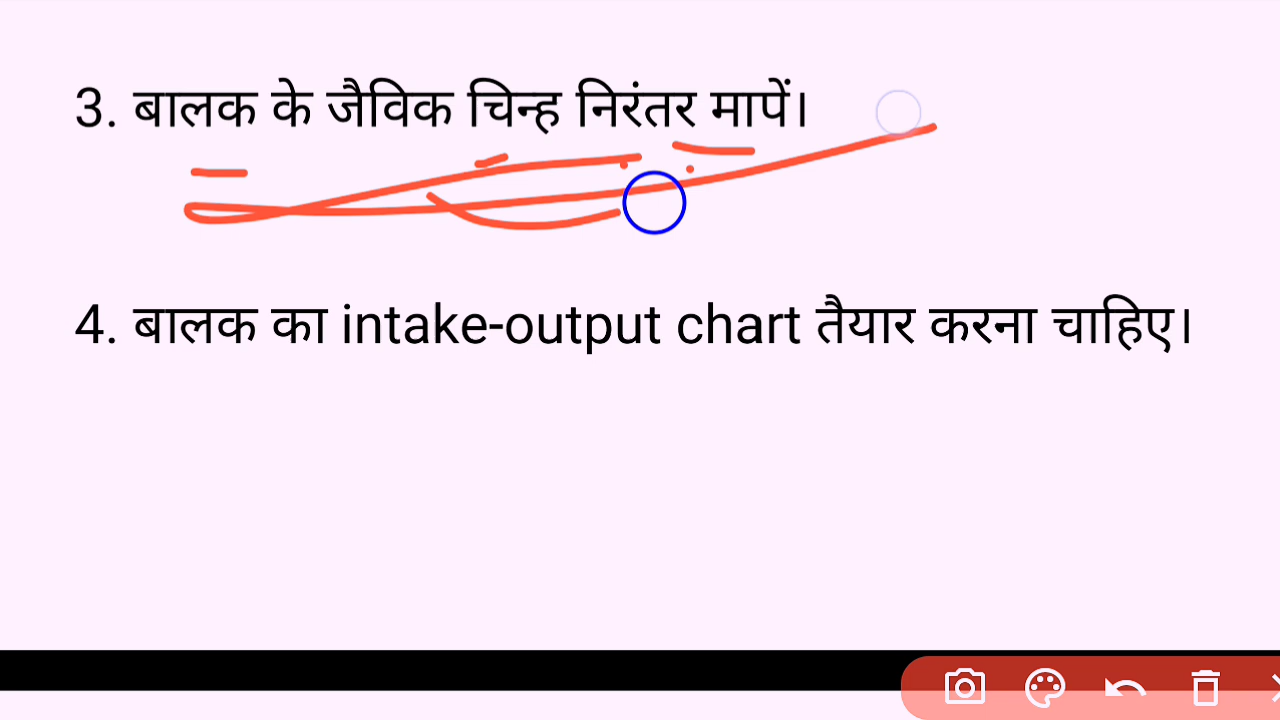 3. बालक के जैविक चिन्ह निरंतर मापें।
4. बालक का intake-output chart तैयार करना चाहिए।